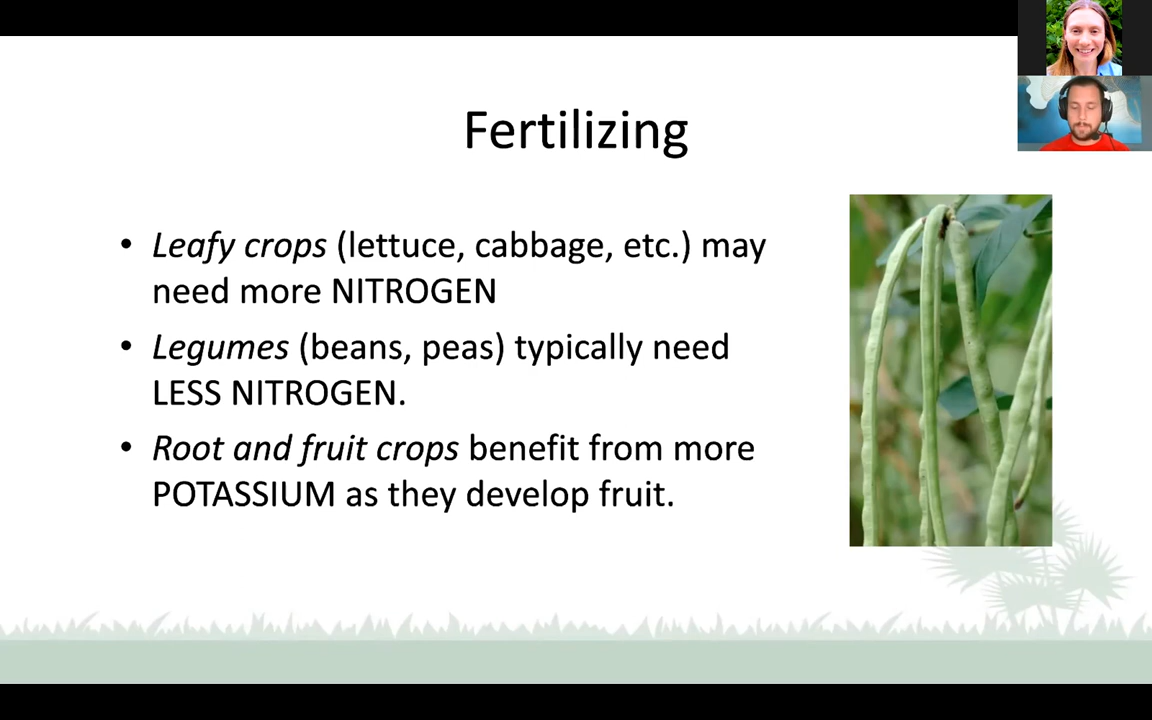 Fertilizing
• Leafy crops (lettuce, cabbage, etc.) may
need more NITROGEN
• Legumes (beans, peas) typically need
LESS NITROGEN.
• Root and fruit crops benefit from more
POTASSIUM as they develop fruit.